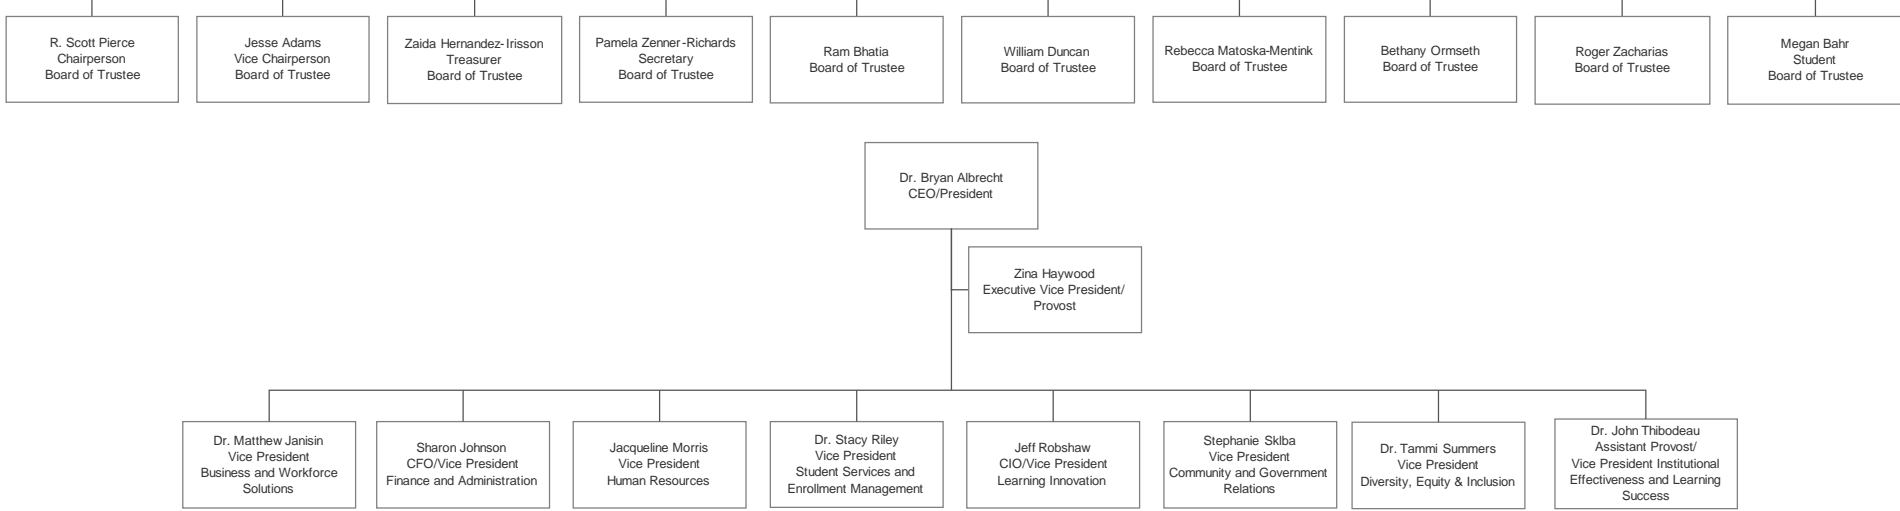 R. Scott Pierce
Chairperson
Board of Trustee
Jesse Adams
Vice Chairperson
Board of Trustee
Zaida Hernandez-Irisson
Treasurer
Board of Trustee
Pamela Zenner-Richards
Secretary
Board of Trustee
Ram Bhatia
Board of Trustee
William Duncan
Board of Trustee
Rebecca Matoska-Mentink
Board of Trustee
Bethany Ormseth
Board of Trustee
Roger Zacharias
Board of Trustee
Megan Bahr
Student
Board of Trustee
Dr. Bryan Albrecht
CEO/President
Zina Haywood
Executive Vice President/
Provost
Dr. Matthew Janisin
Vice President
Business and Workforce
Solutions
Sharon Johnson
CFO/Vice President
Finance and Administration
Jacqueline Morris
Vice President
Human Resources
Dr. Stacy Riley
Vice President
Student Services and
Enrollment Management
Jeff Robshaw
CIO/Vice President
Learning Innovation
Stephanie Sklba
Vice President
Community and Government
Relations
Dr. Tammi Summers
Vice President
Diversity, Equity & Inclusion
Dr. John Thibodeau
Assistant Provost/
Vice President Institutional
Effectiveness and Learning
Success